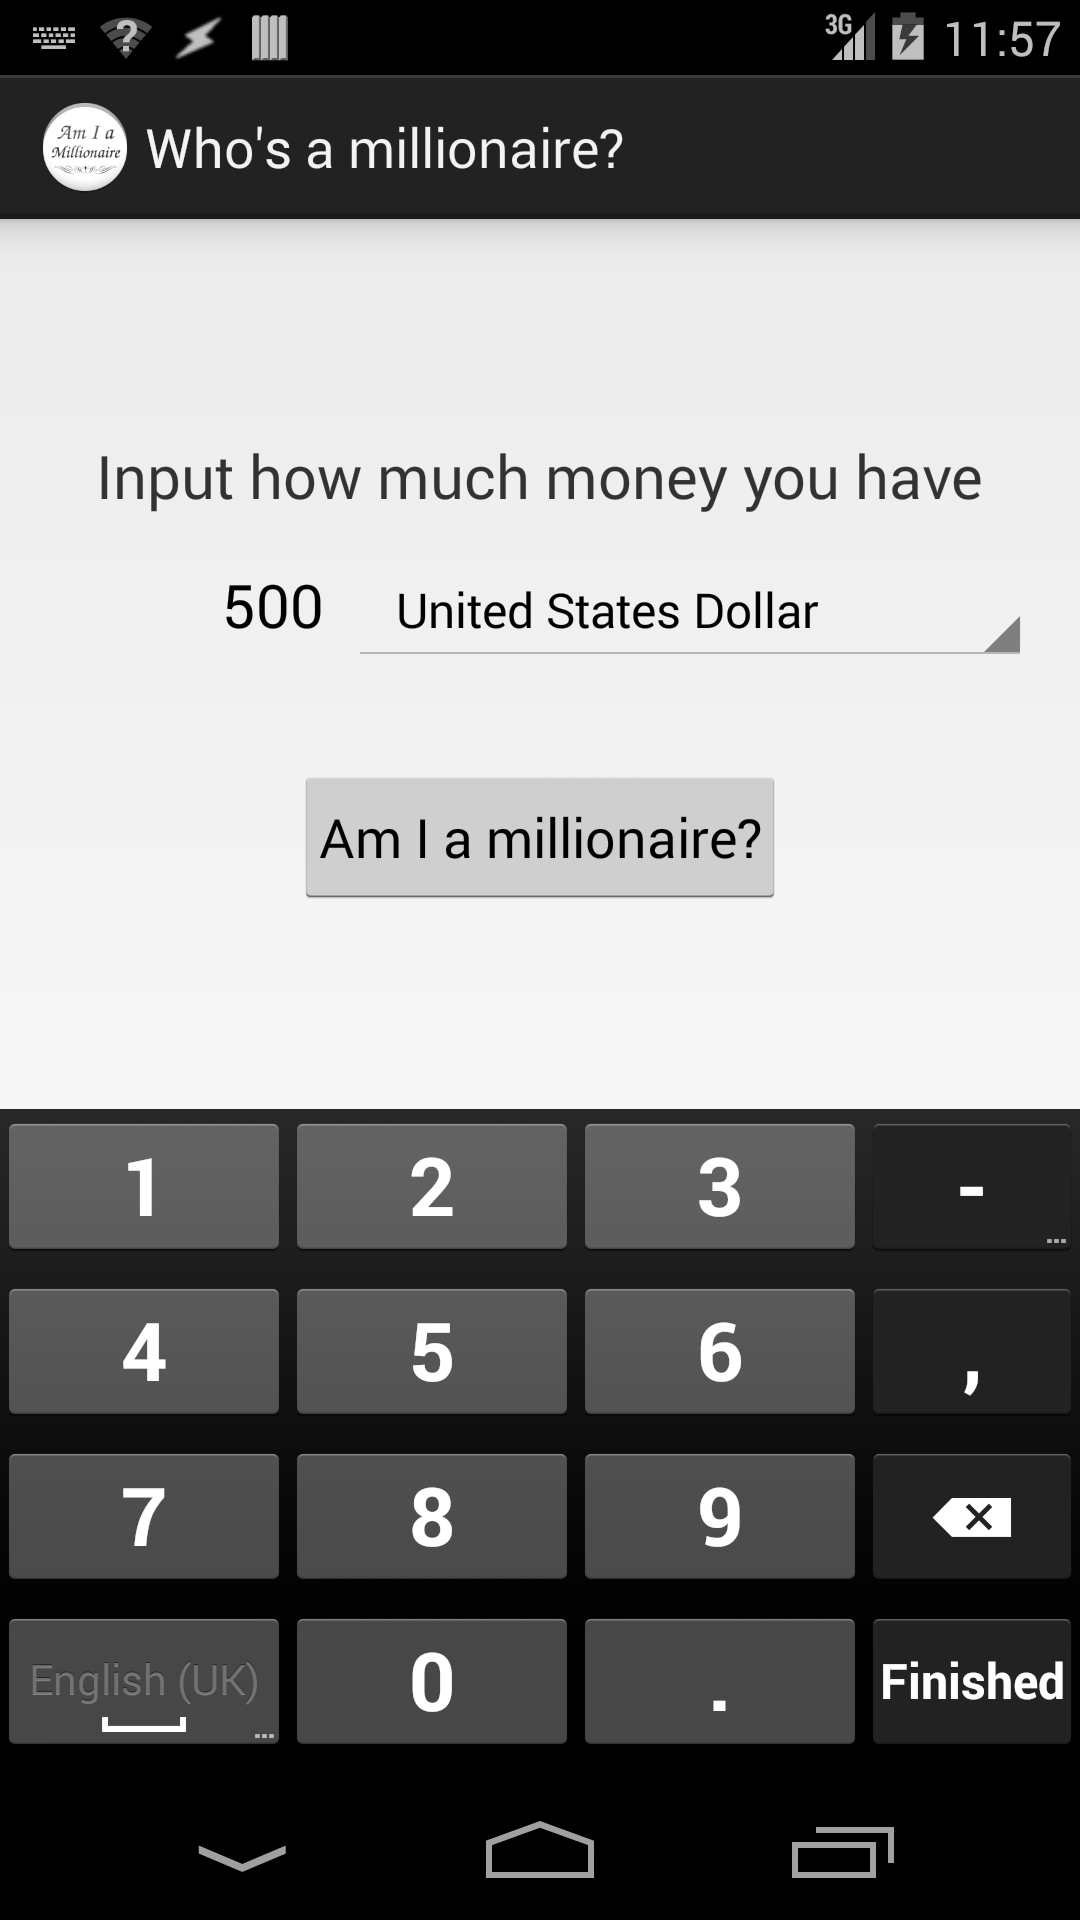 3G 11:57
Am I a
Millionaire
Who's a millionaire?
Input how much money you have
500 United States Dollar
Am I a millionaire?
1 2 3 -
4 5 6 ,
7 8 9
English (UK) 0 . Finished